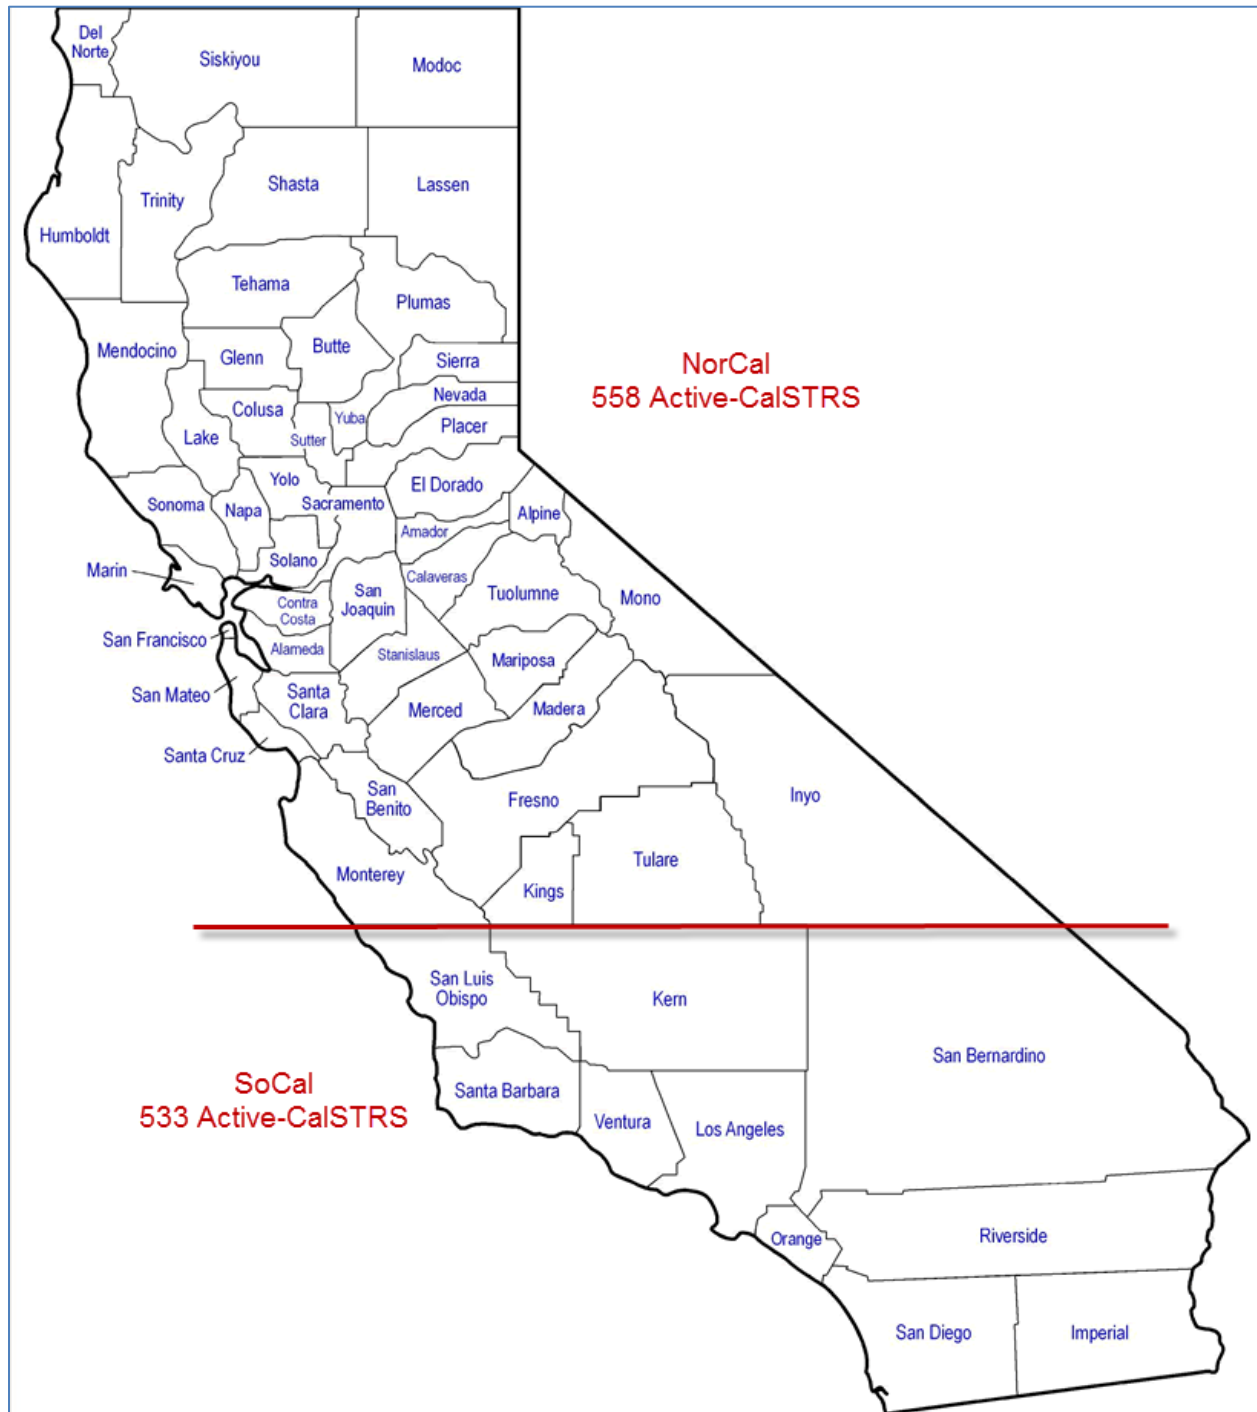 Del
Norte
Siskiyou
Modoc
Shasta
Lassen
Trinity
Humboldt
Tehama
Plumas
Mendocino
Glenn
Butte
Sierra
NorCal
558 Active-CalSTRS
Nevada
Colusa
Yuba
Placer
Lake
Sutter
Yolo
El Dorado
Sonoma
Napa
Sacramento
Alpine
Amador
Solano
Marin
Calaveras
San
Joaquin
Tuolumne
Mono
Contra
Costa
San Francisco
Alameda
Stanislaus
Mariposa
San Mateo
Santa
Clara
Merced
Madera
Santa Cruz
San
Benito
Fresno
Inyo
Tulare
Monterey
Kings
San Luis
Obispo
Kern
San Bernardino
SoCal
533 Active-CalSTRS
Santa Barbara
Ventura
Los Angeles
Orange
Riverside
San Diego
Imperial